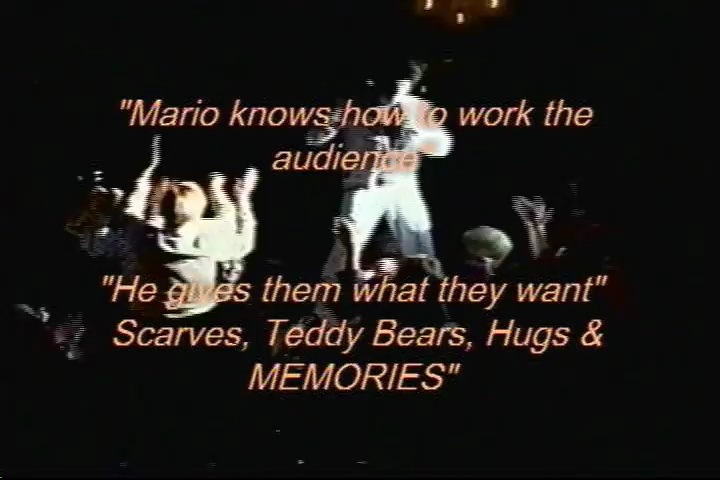 "Mario knows how to work the
audience"
"He gives them what they want"
Scarves, Teddy Bears, Hugs &
MEMORIES"